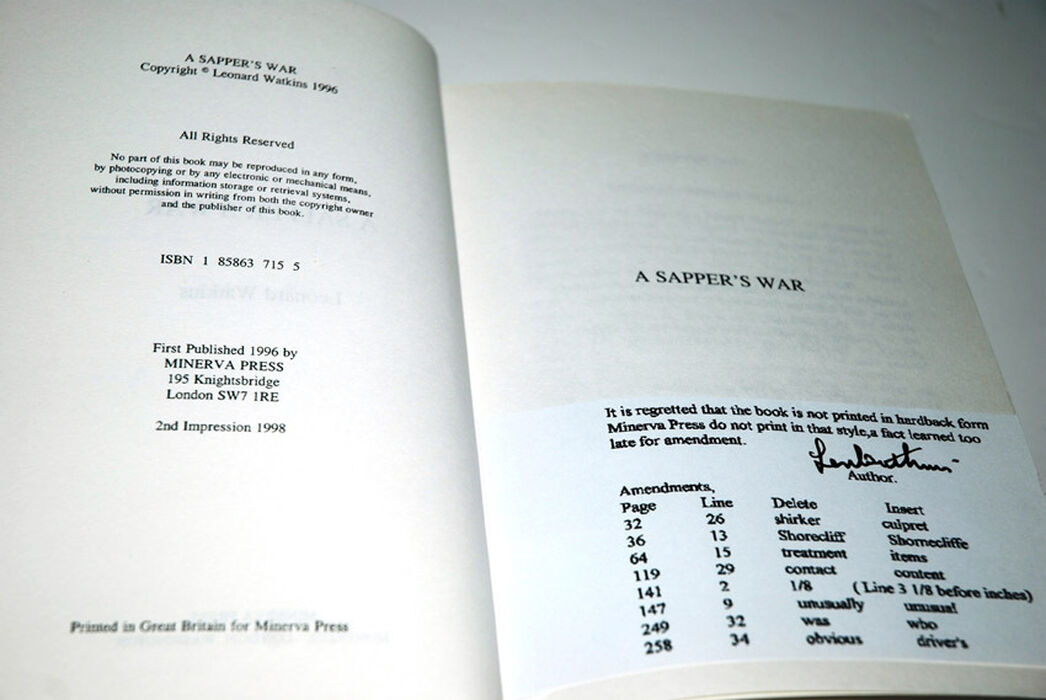 A SAPPER'S WAR
Copyright © Leonard Watkins 1996
All Rights Reserved
No part of this book may be reproduced in any form,
by photocopying or by any electronic or mechanical means,
including information storage or retrieval systems,
without permission in writing from both the copyright owner
and the publisher of this book.
ISBN 1 85863 715 5
First Published 1996 by
MINERVA PRESS
195 Knightsbridge
London SW7 1RE
2nd Impression 1998
Printed in Great Britain for Minerva Press
A SAPPER'S WAR
It is regretted that the book is not printed in hardback form
Minerva Press do not print in that style,a fact learned too
late for amendment.
Author.
Amendments,
Page Line Delete Insert
32 26 shirker culpret
36 13 Shorecliff Shornecliffe
64 15 treatment items
119 29 contact content
141 2 1/8 ( Line 3 1/8 before inches)
147 9 unusually unusual
249 32 was who
258 34 obvious driver's